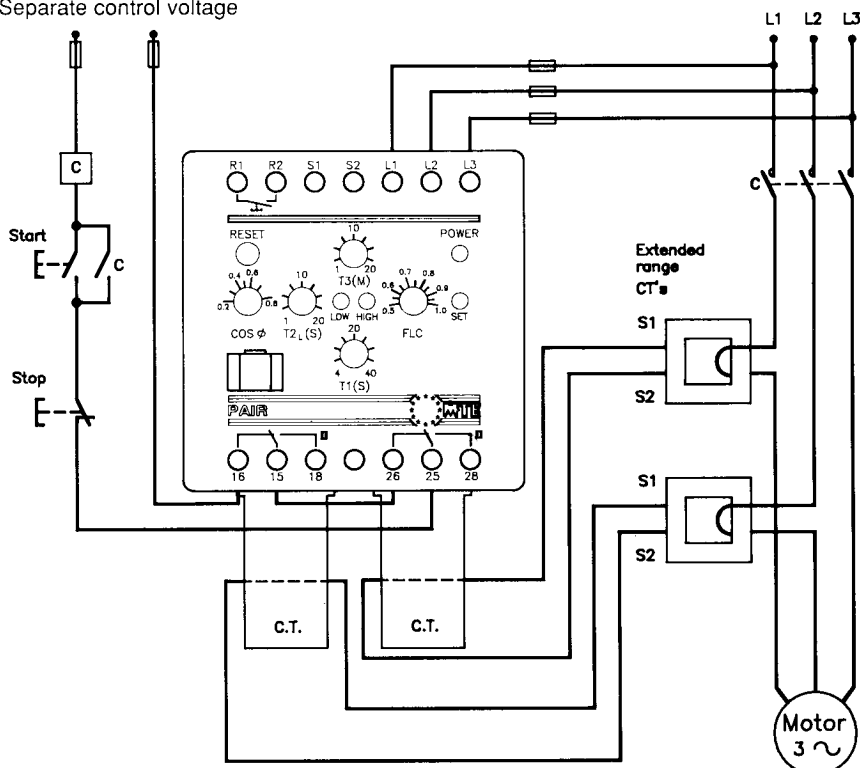 Separate control voltage
L1 L2 L3
R1 R2 S1 S2 L1 L2 L3
C
C
Start
C
RESET
POWER
10
1 20
T3(M)
Extended
range
CT's
0.2 0.4 0.6 0.8
COS φ
10
1 20
T2L(S)
LOW HIGH
0.5 0.6 0.7 0.8 0.9 1.0
FLC
SET
20
4 40
T1(S)
S1
S2
Stop
PAIR
MTE
16 15 18 26 25 28
S1
S2
C.T. C.T.
Motor
3 ~